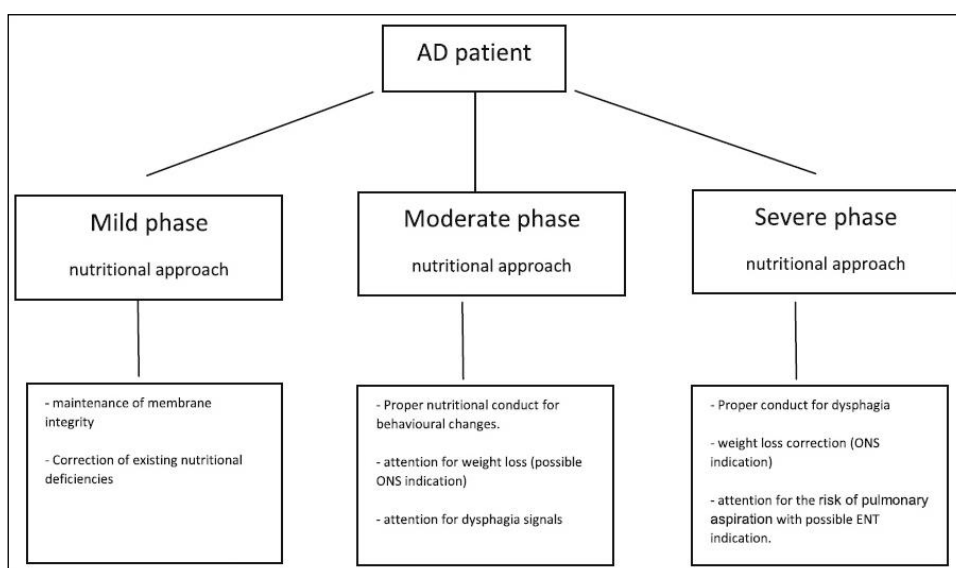 AD patient
Mild phase
nutritional approach
Moderate phase
nutritional approach
Severe phase
nutritional approach
- maintenance of membrane
integrity
- Correction of existing nutritional
deficiencies
- Proper nutritional conduct for
behavioural changes.
- attention for weight loss (possible
ONS indication)
- attention for dysphagia signals
- Proper conduct for dysphagia
- weight loss correction (ONS
indication)
- attention for the risk of pulmonary
aspiration with possible ENT
indication.